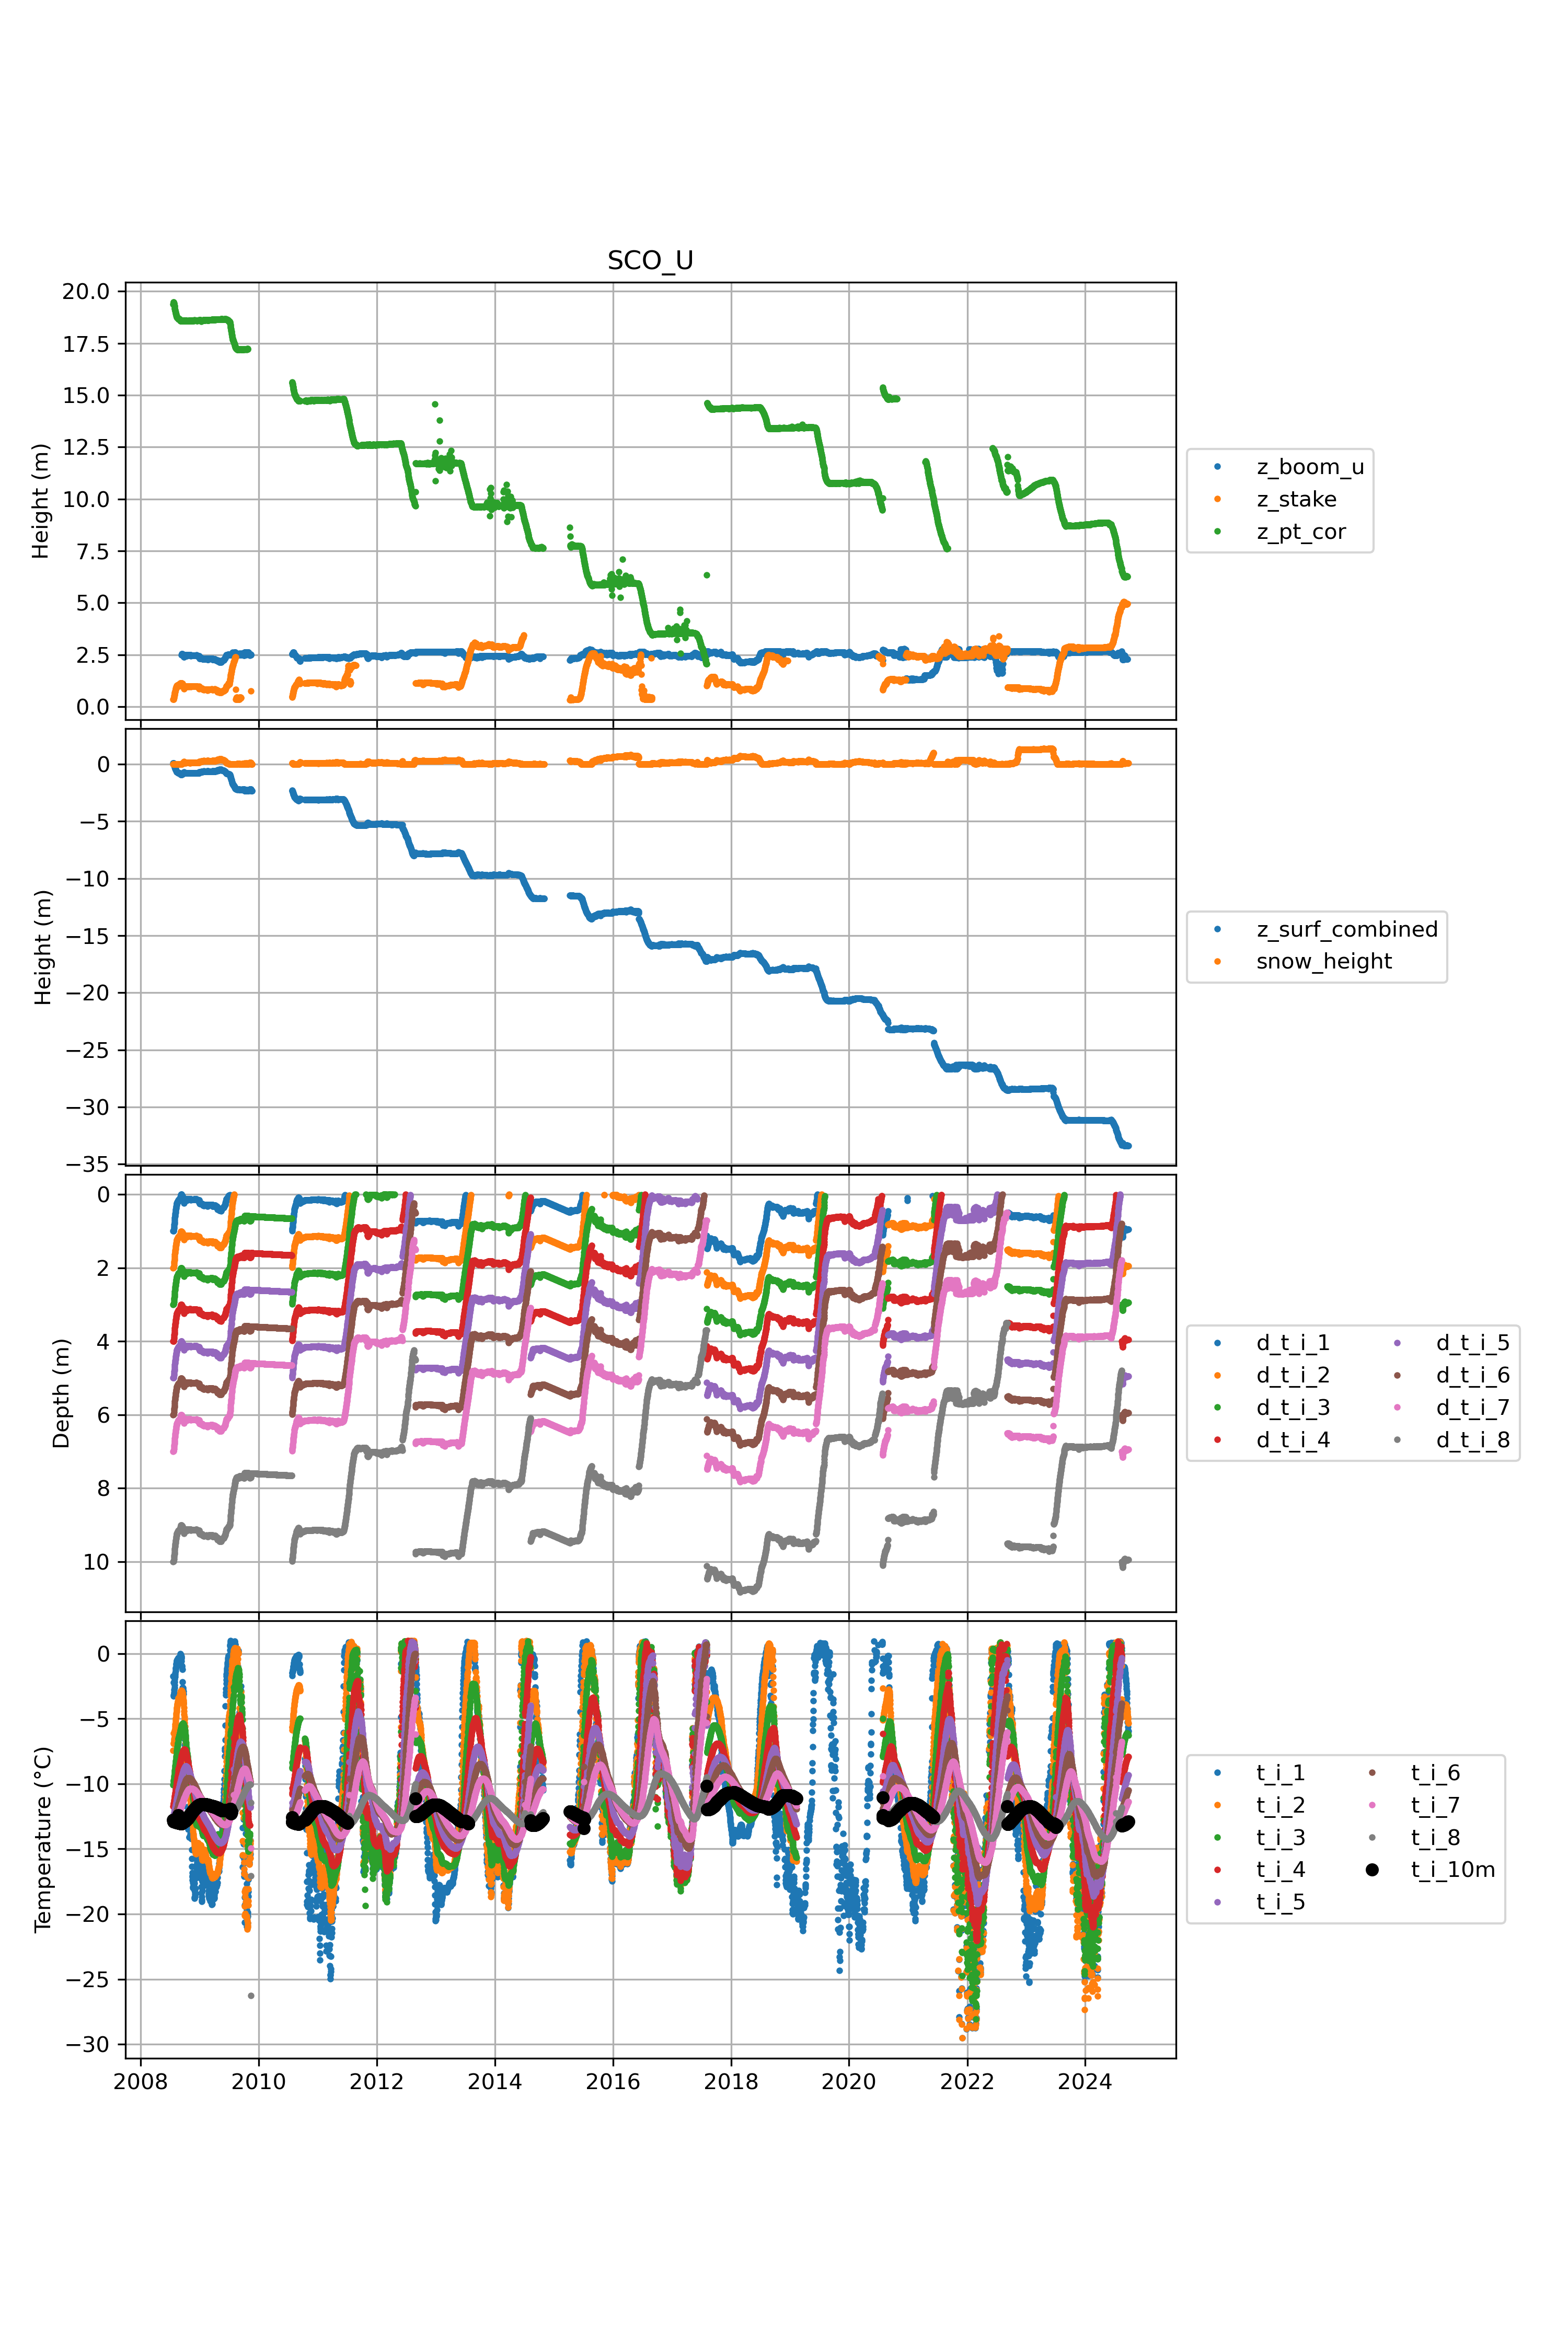 SCO_U
20.0
17.5
15.0
12.5
10.0
7.5
5.0
2.5
0.0
Height (m)
z_boom_u
z_stake
z_pt_cor
0
−5
−10
−15
−20
−25
−30
−35
Height (m)
z_surf_combined
snow_height
0
2
4
6
8
10
Depth (m)
d_t_i_1
d_t_i_2
d_t_i_3
d_t_i_4
d_t_i_5
d_t_i_6
d_t_i_7
d_t_i_8
0
−5
−10
−15
−20
−25
−30
Temperature (°C)
t_i_1
t_i_2
t_i_3
t_i_4
t_i_5
t_i_6
t_i_7
t_i_8
t_i_10m
2008 2010 2012 2014 2016 2018 2020 2022 2024